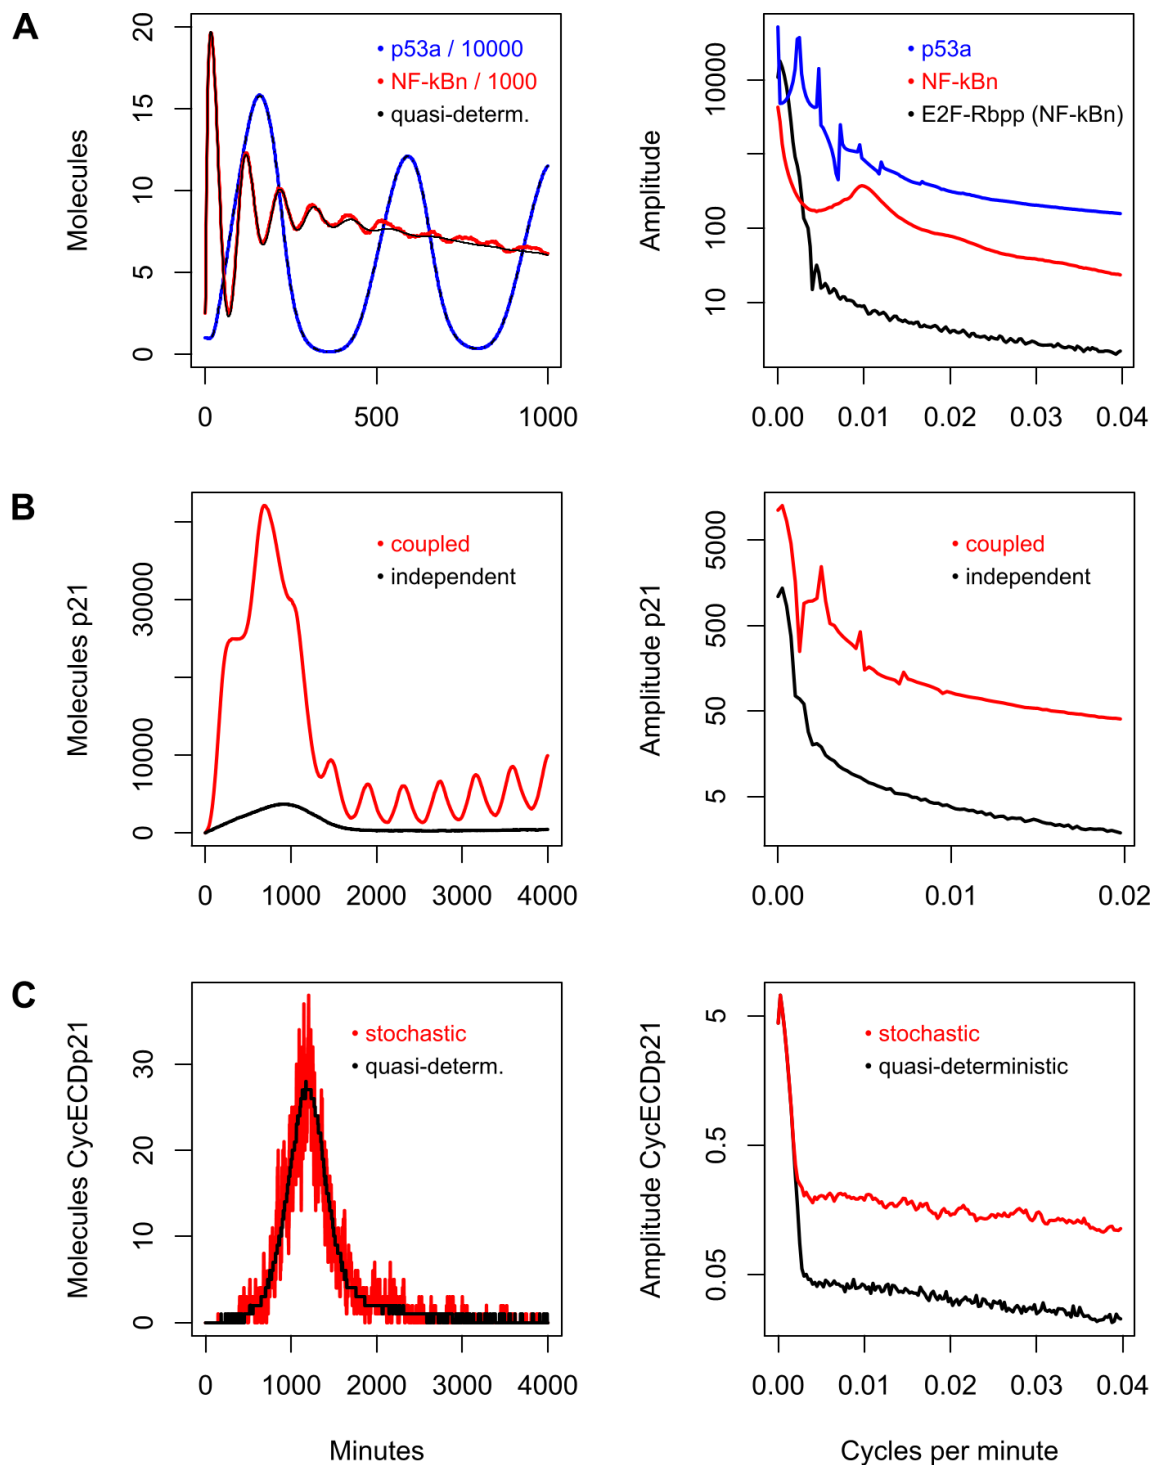 A
Molecules
20
15
10
5
0
• p53a / 10000
• NF-kBn / 1000
• quasi-determ.
0 500 1000
Amplitude
10000
100
10
• p53a
• NF-kBn
• E2F-Rbpp (NF-kBn)
0.00 0.01 0.02 0.03 0.04
B
Molecules p21
30000
10000
0
• coupled
• independent
0 1000 2000 3000 4000
Amplitude p21
5000
500
50
5
• coupled
• independent
0.00 0.01 0.02
C
Molecules CycECDp21
30
20
10
0
• stochastic
• quasi-determ.
0 1000 2000 3000 4000
Minutes
Amplitude CycECDp21
5
0.5
0.05
• stochastic
• quasi-deterministic
0.00 0.01 0.02 0.03 0.04
Cycles per minute